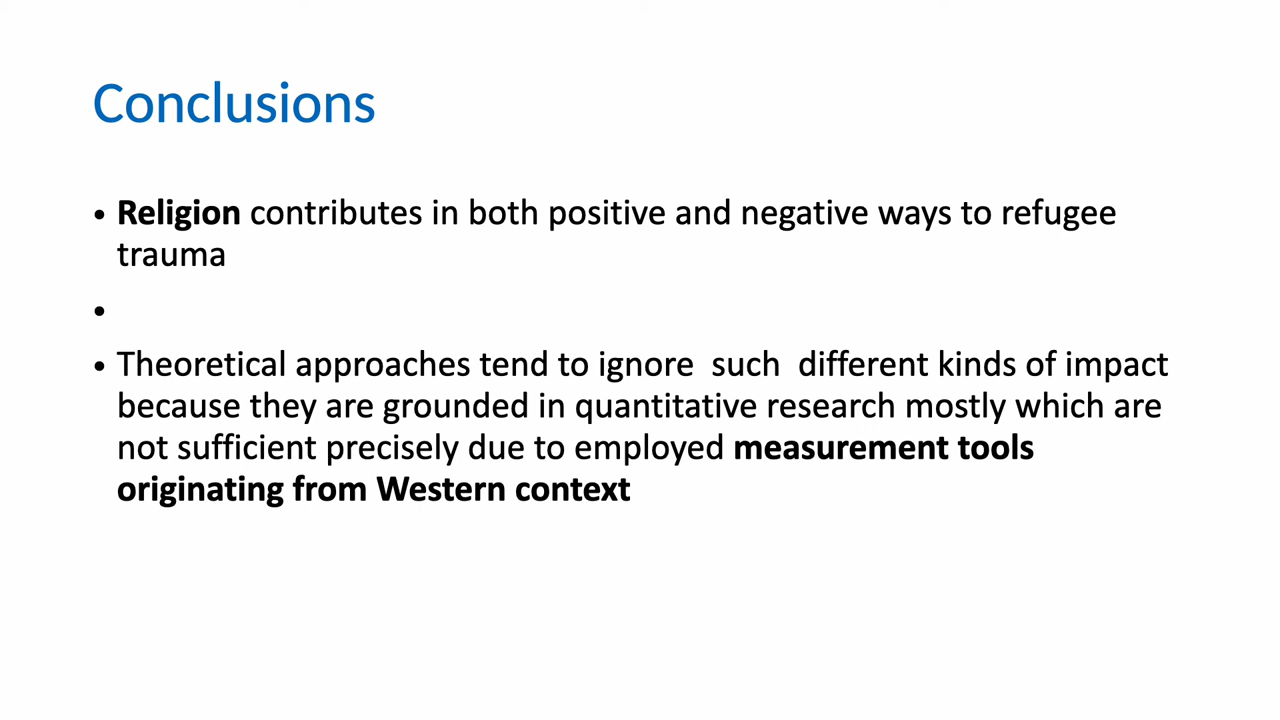 Conclusions
• Religion contributes in both positive and negative ways to refugee
trauma
•
• Theoretical approaches tend to ignore  such  different kinds of impact
because they are grounded in quantitative research mostly which are
not sufficient precisely due to employed measurement tools
originating from Western context